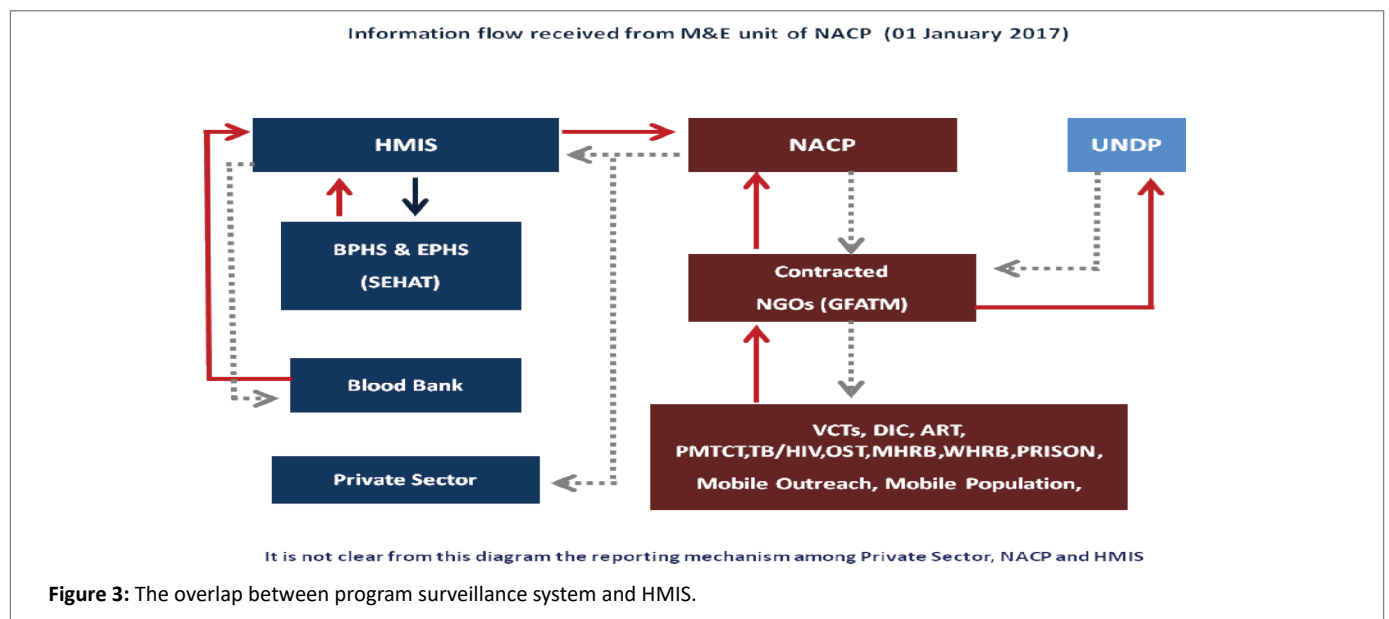 Information flow received from M&E unit of NACP (01 January 2017)
HMIS
NACP
UNDP
BPHS & EPHS
(SEHAT)
Contracted
NGOs (GFATM)
Blood Bank
Private Sector
VCTs, DIC, ART,
PMTCT,TB/HIV,OST,MHRB,WHRB,PRISON,
Mobile Outreach, Mobile Population,
It is not clear from this diagram the reporting mechanism among Private Sector, NACP and HMIS
Figure 3: The overlap between program surveillance system and HMIS.